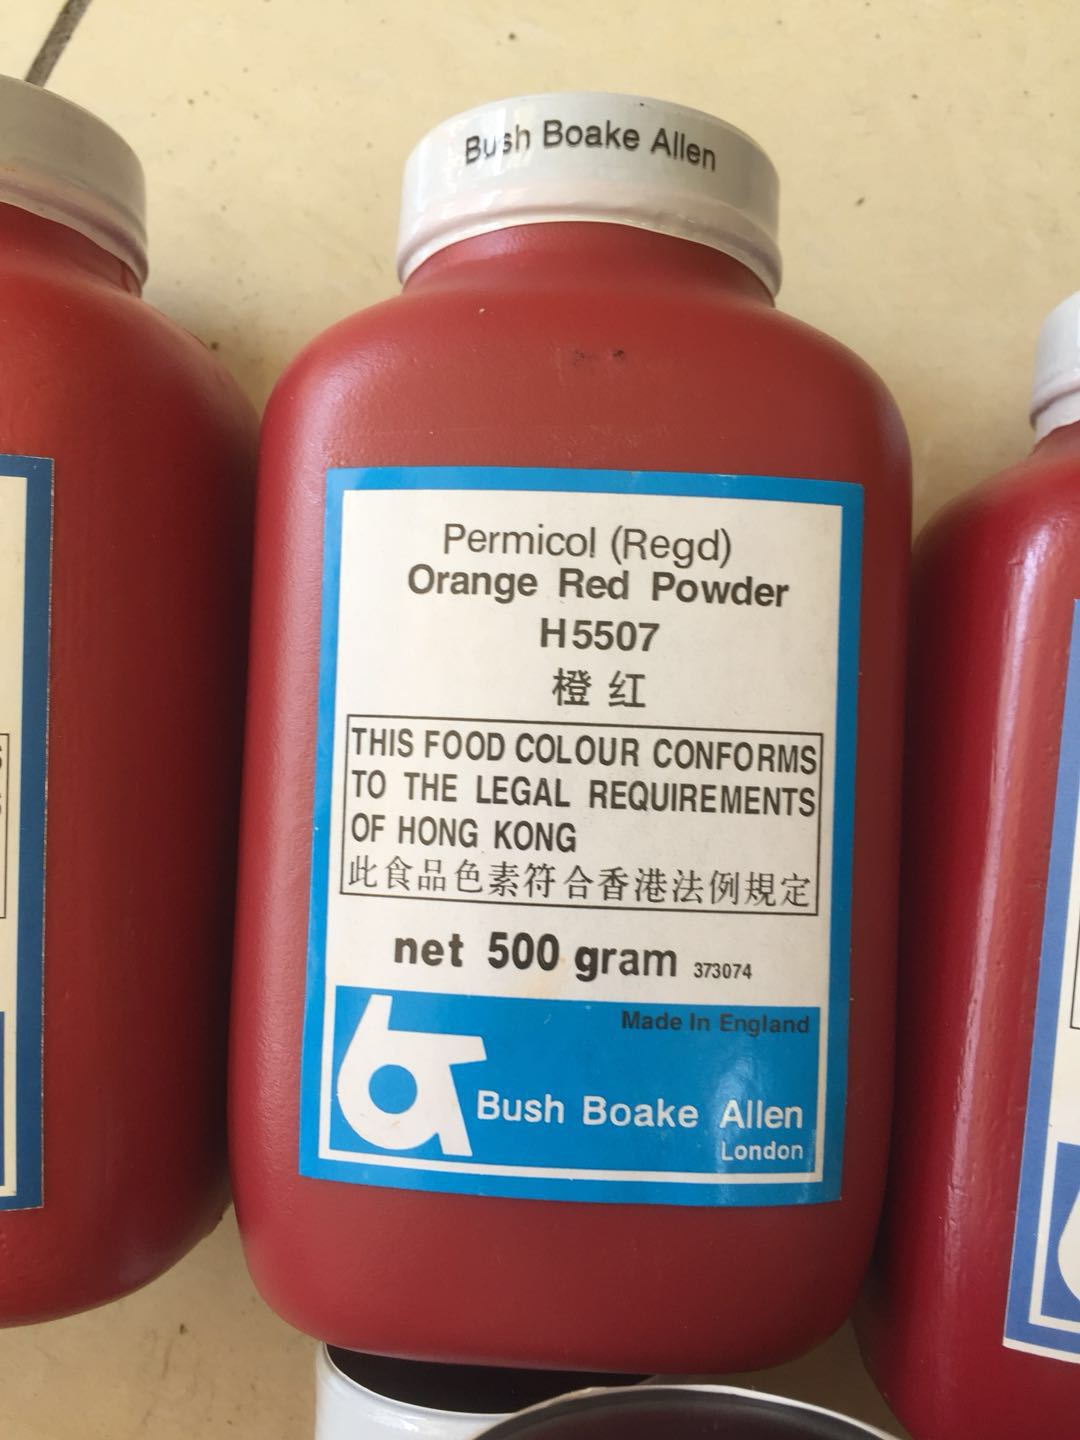 Bush Boake Allen
Permicol (Regd)
Orange Red Powder
H5507
橙红
THIS FOOD COLOUR CONFORMS
TO THE LEGAL REQUIREMENTS
OF HONG KONG
此食品色素符合香港法例規定
net 500 gram 373074
Made In England
Bush Boake Allen
London